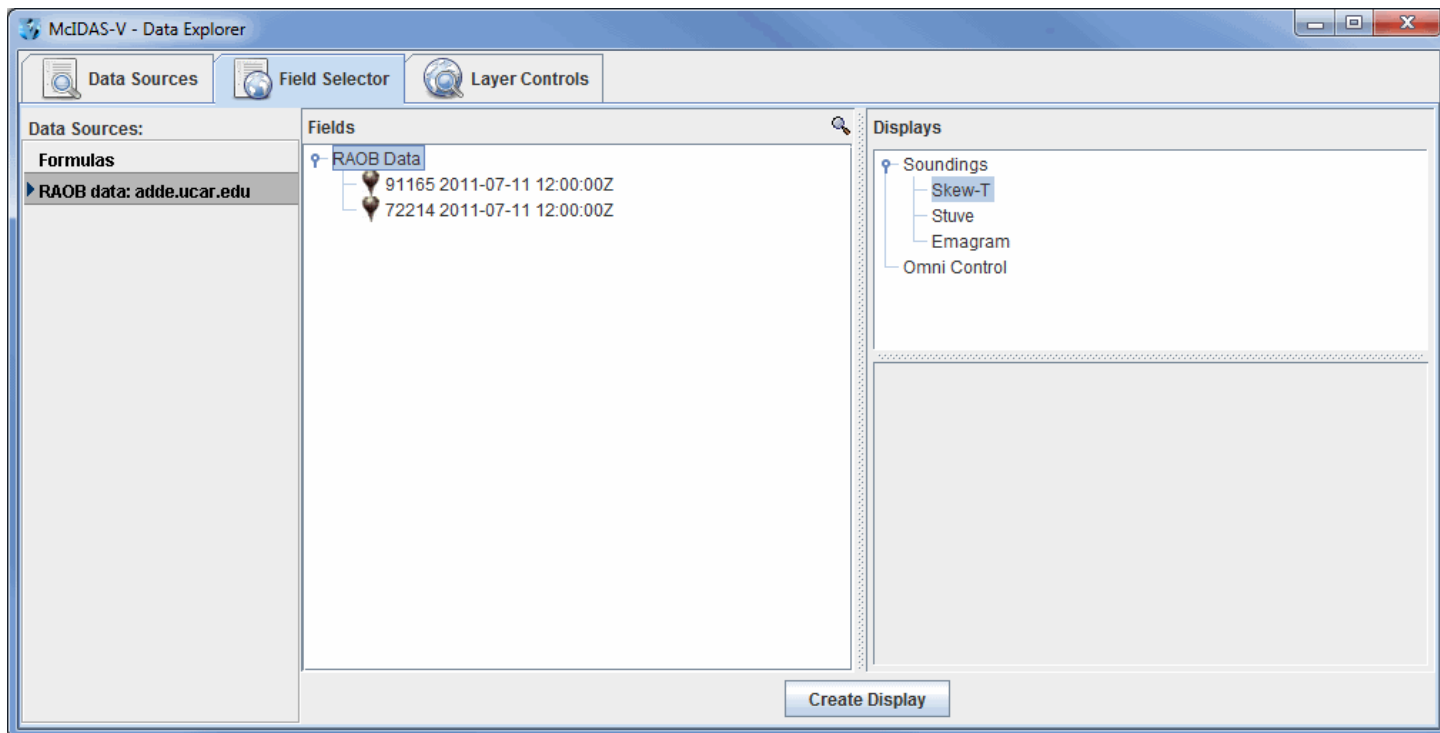 McIDAS-V - Data Explorer
Data Sources
Field Selector
Layer Controls
Data Sources:
Formulas
RAOB data: adde.ucar.edu
Fields
RAOB Data
91165 2011-07-11 12:00:00Z
72214 2011-07-11 12:00:00Z
Displays
Soundings
Skew-T
Stuve
Emagram
Omni Control
Create Display